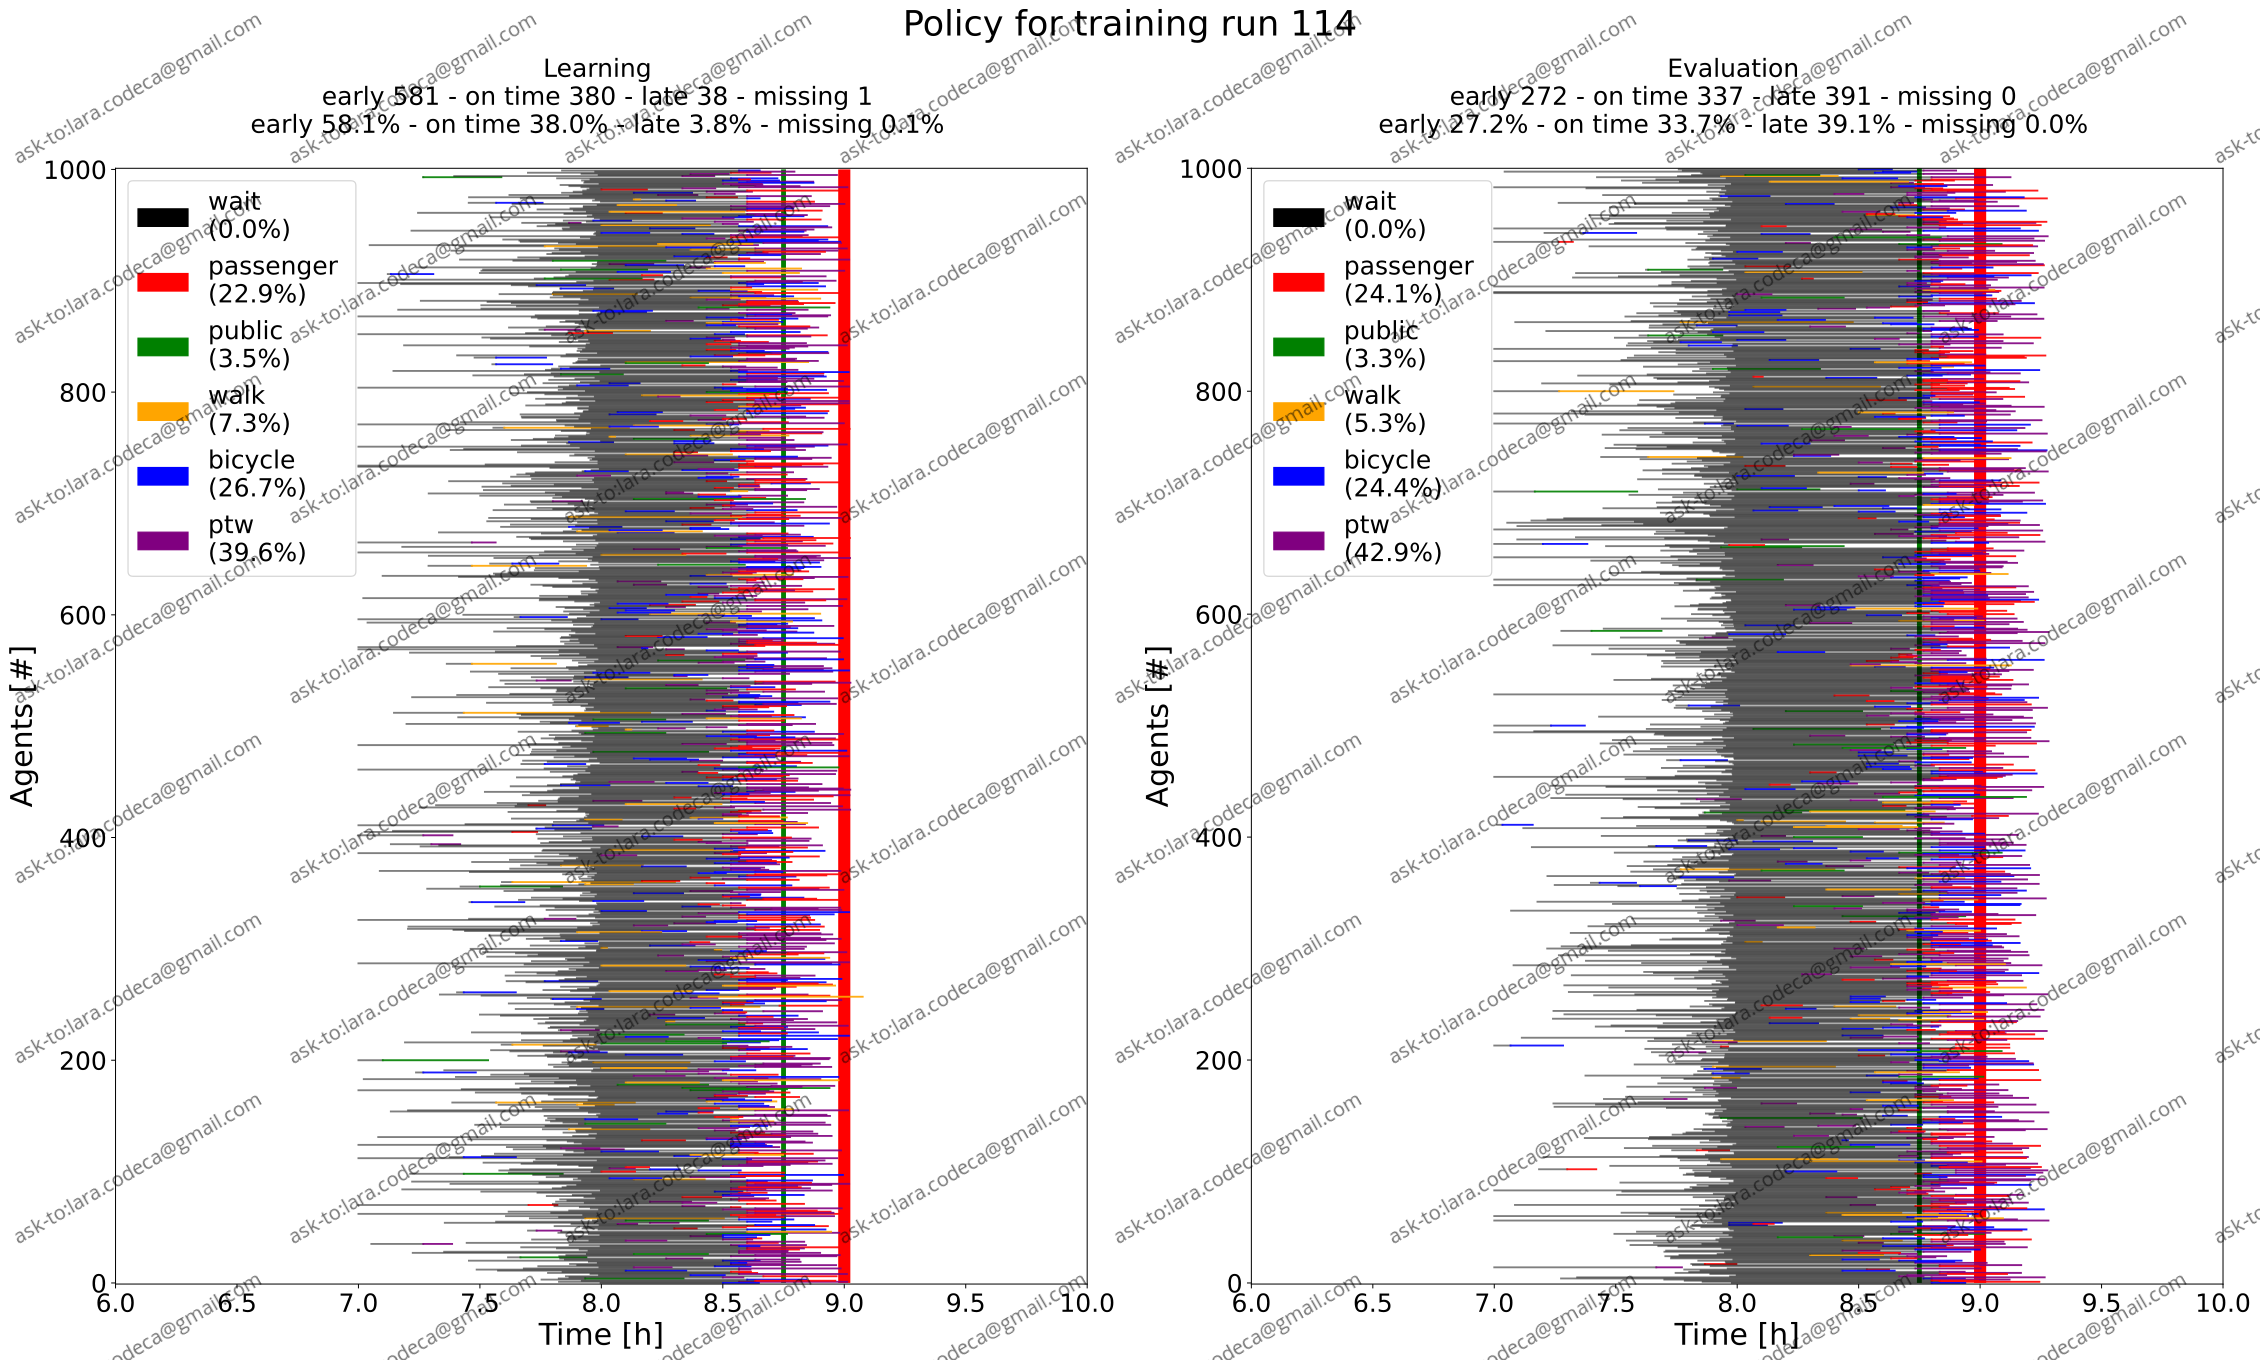 Policy for training run 114
Learning
early 581 - on time 380 - late 38 - missing 1
early 58.1% - on time 38.0% - late 3.8% - missing 0.1%
Evaluation
early 272 - on time 337 - late 391 - missing 0
early 27.2% - on time 33.7% - late 39.1% - missing 0.0%
Agents [#]
1000
800
600
400
200
0
wait
(0.0%)
passenger
(22.9%)
public
(3.5%)
walk
(7.3%)
bicycle
(26.7%)
ptw
(39.6%)
6.0 6.5 7.0 7.5 8.0 8.5 9.0 9.5 10.0
Time [h]
Agents [#]
1000
800
600
400
200
0
wait
(0.0%)
passenger
(24.1%)
public
(3.3%)
walk
(5.3%)
bicycle
(24.4%)
ptw
(42.9%)
6.0 6.5 7.0 7.5 8.0 8.5 9.0 9.5 10.0
Time [h]
ask-to:lara.codeca@gmail.com